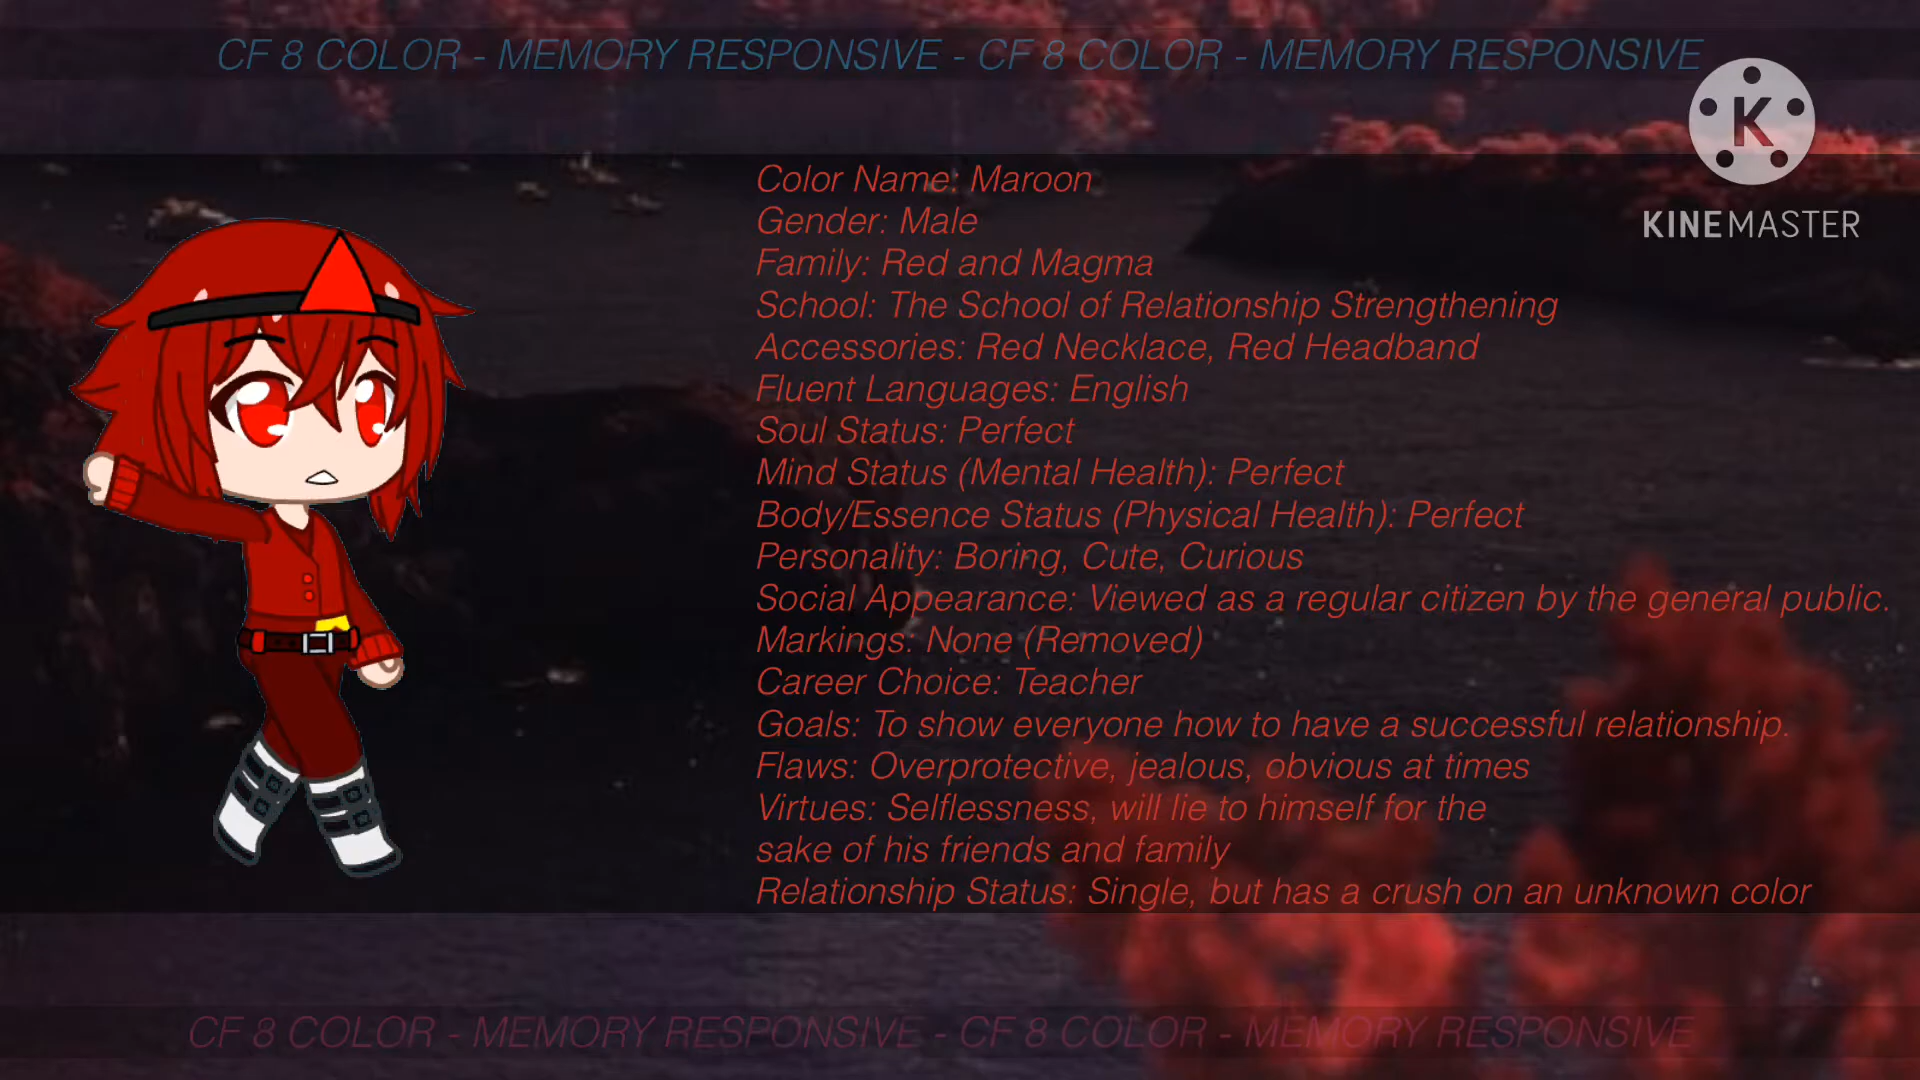 CF 8 COLOR - MEMORY RESPONSIVE - CF 8 COLOR - MEMORY RESPONSIVE
K
KINEMASTER
Color Name: Maroon
Gender: Male
Family: Red and Magma
School: The School of Relationship Strengthening
Accessories: Red Necklace, Red Headband
Fluent Languages: English
Soul Status: Perfect
Mind Status (Mental Health): Perfect
Body/Essence Status (Physical Health): Perfect
Personality: Boring, Cute, Curious
Social Appearance: Viewed as a regular citizen by the general public.
Markings: None (Removed)
Career Choice: Teacher
Goals: To show everyone how to have a successful relationship.
Flaws: Overprotective, jealous, obvious at times
Virtues: Selflessness, will lie to himself for the
sake of his friends and family
Relationship Status: Single, but has a crush on an unknown color
CF 8 COLOR - MEMORY RESPONSIVE - CF 8 COLOR - MEMORY RESPONSIVE